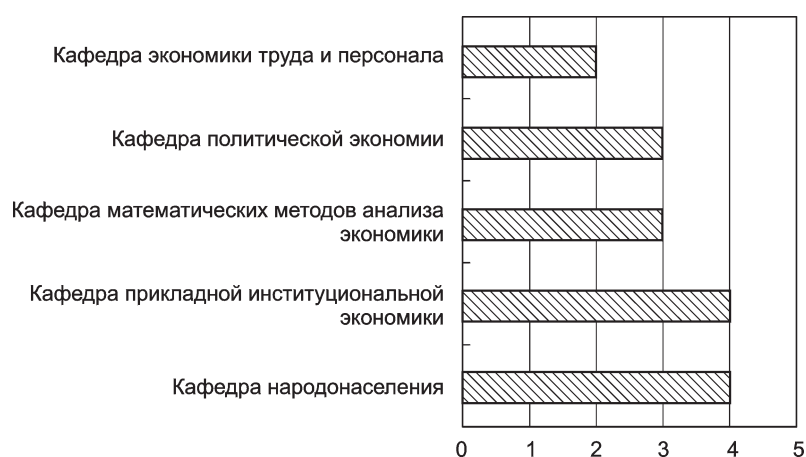 Кафедра экономики труда и персонала
Кафедра политической экономии
Кафедра математических методов анализа
экономики
Кафедра прикладной институциональной
экономики
Кафедра народонаселения
0 1 2 3 4 5